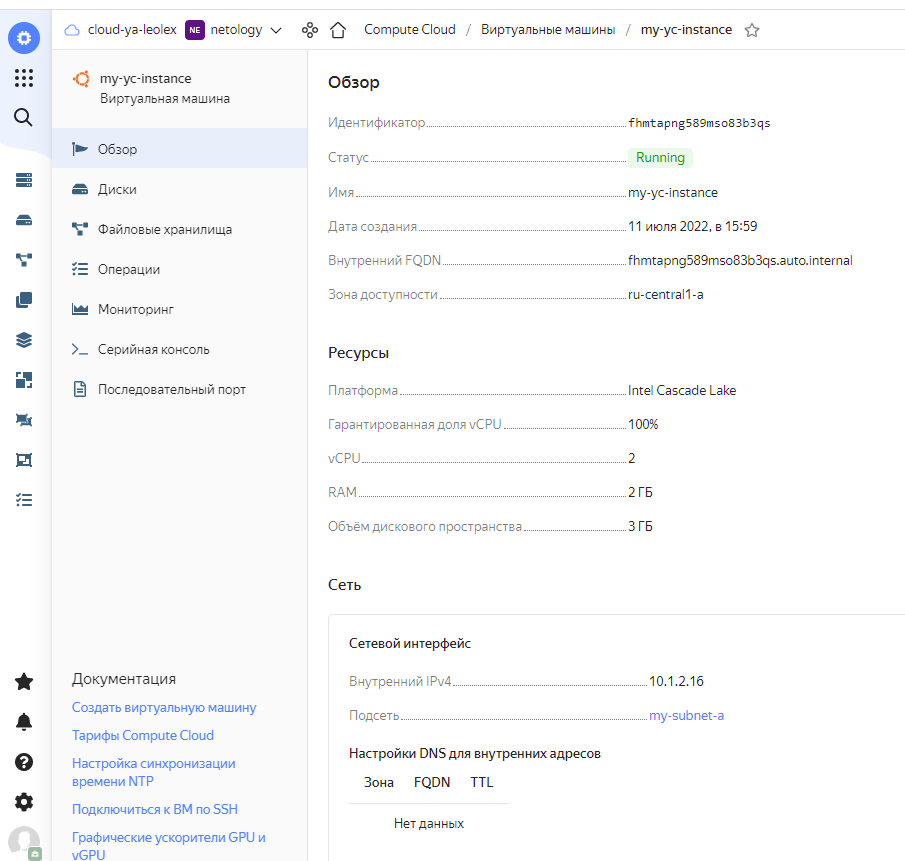 cloud-ya-leolex NE netology Compute Cloud / Виртуальные машины / my-yc-instance
my-yc-instance
Виртуальная машина
Обзор
Диски
Файловые хранилища
Операции
Мониторинг
Серийная консоль
Последовательный порт
Документация
Создать виртуальную машину
Тарифы Compute Cloud
Настройка синхронизации
времени NTP
Подключиться к ВМ по SSH
Графические ускорители GPU и
vGPU
Обзор
Идентификатор fhmtapng589mso83b3qs
Статус Running
Имя my-yc-instance
Дата создания 11 июля 2022, в 15:59
Внутренний FQDN fhmtapng589mso83b3qs.auto.internal
Зона доступности ru-central1-a
Ресурсы
Платформа Intel Cascade Lake
Гарантированная доля vCPU 100%
vCPU 2
RAM 2 ГБ
Объём дискового пространства 3 ГБ
Сеть
Сетевой интерфейс
Внутренний IPv4 10.1.2.16
Подсеть my-subnet-a
Настройки DNS для внутренних адресов
Зона FQDN TTL
Нет данных